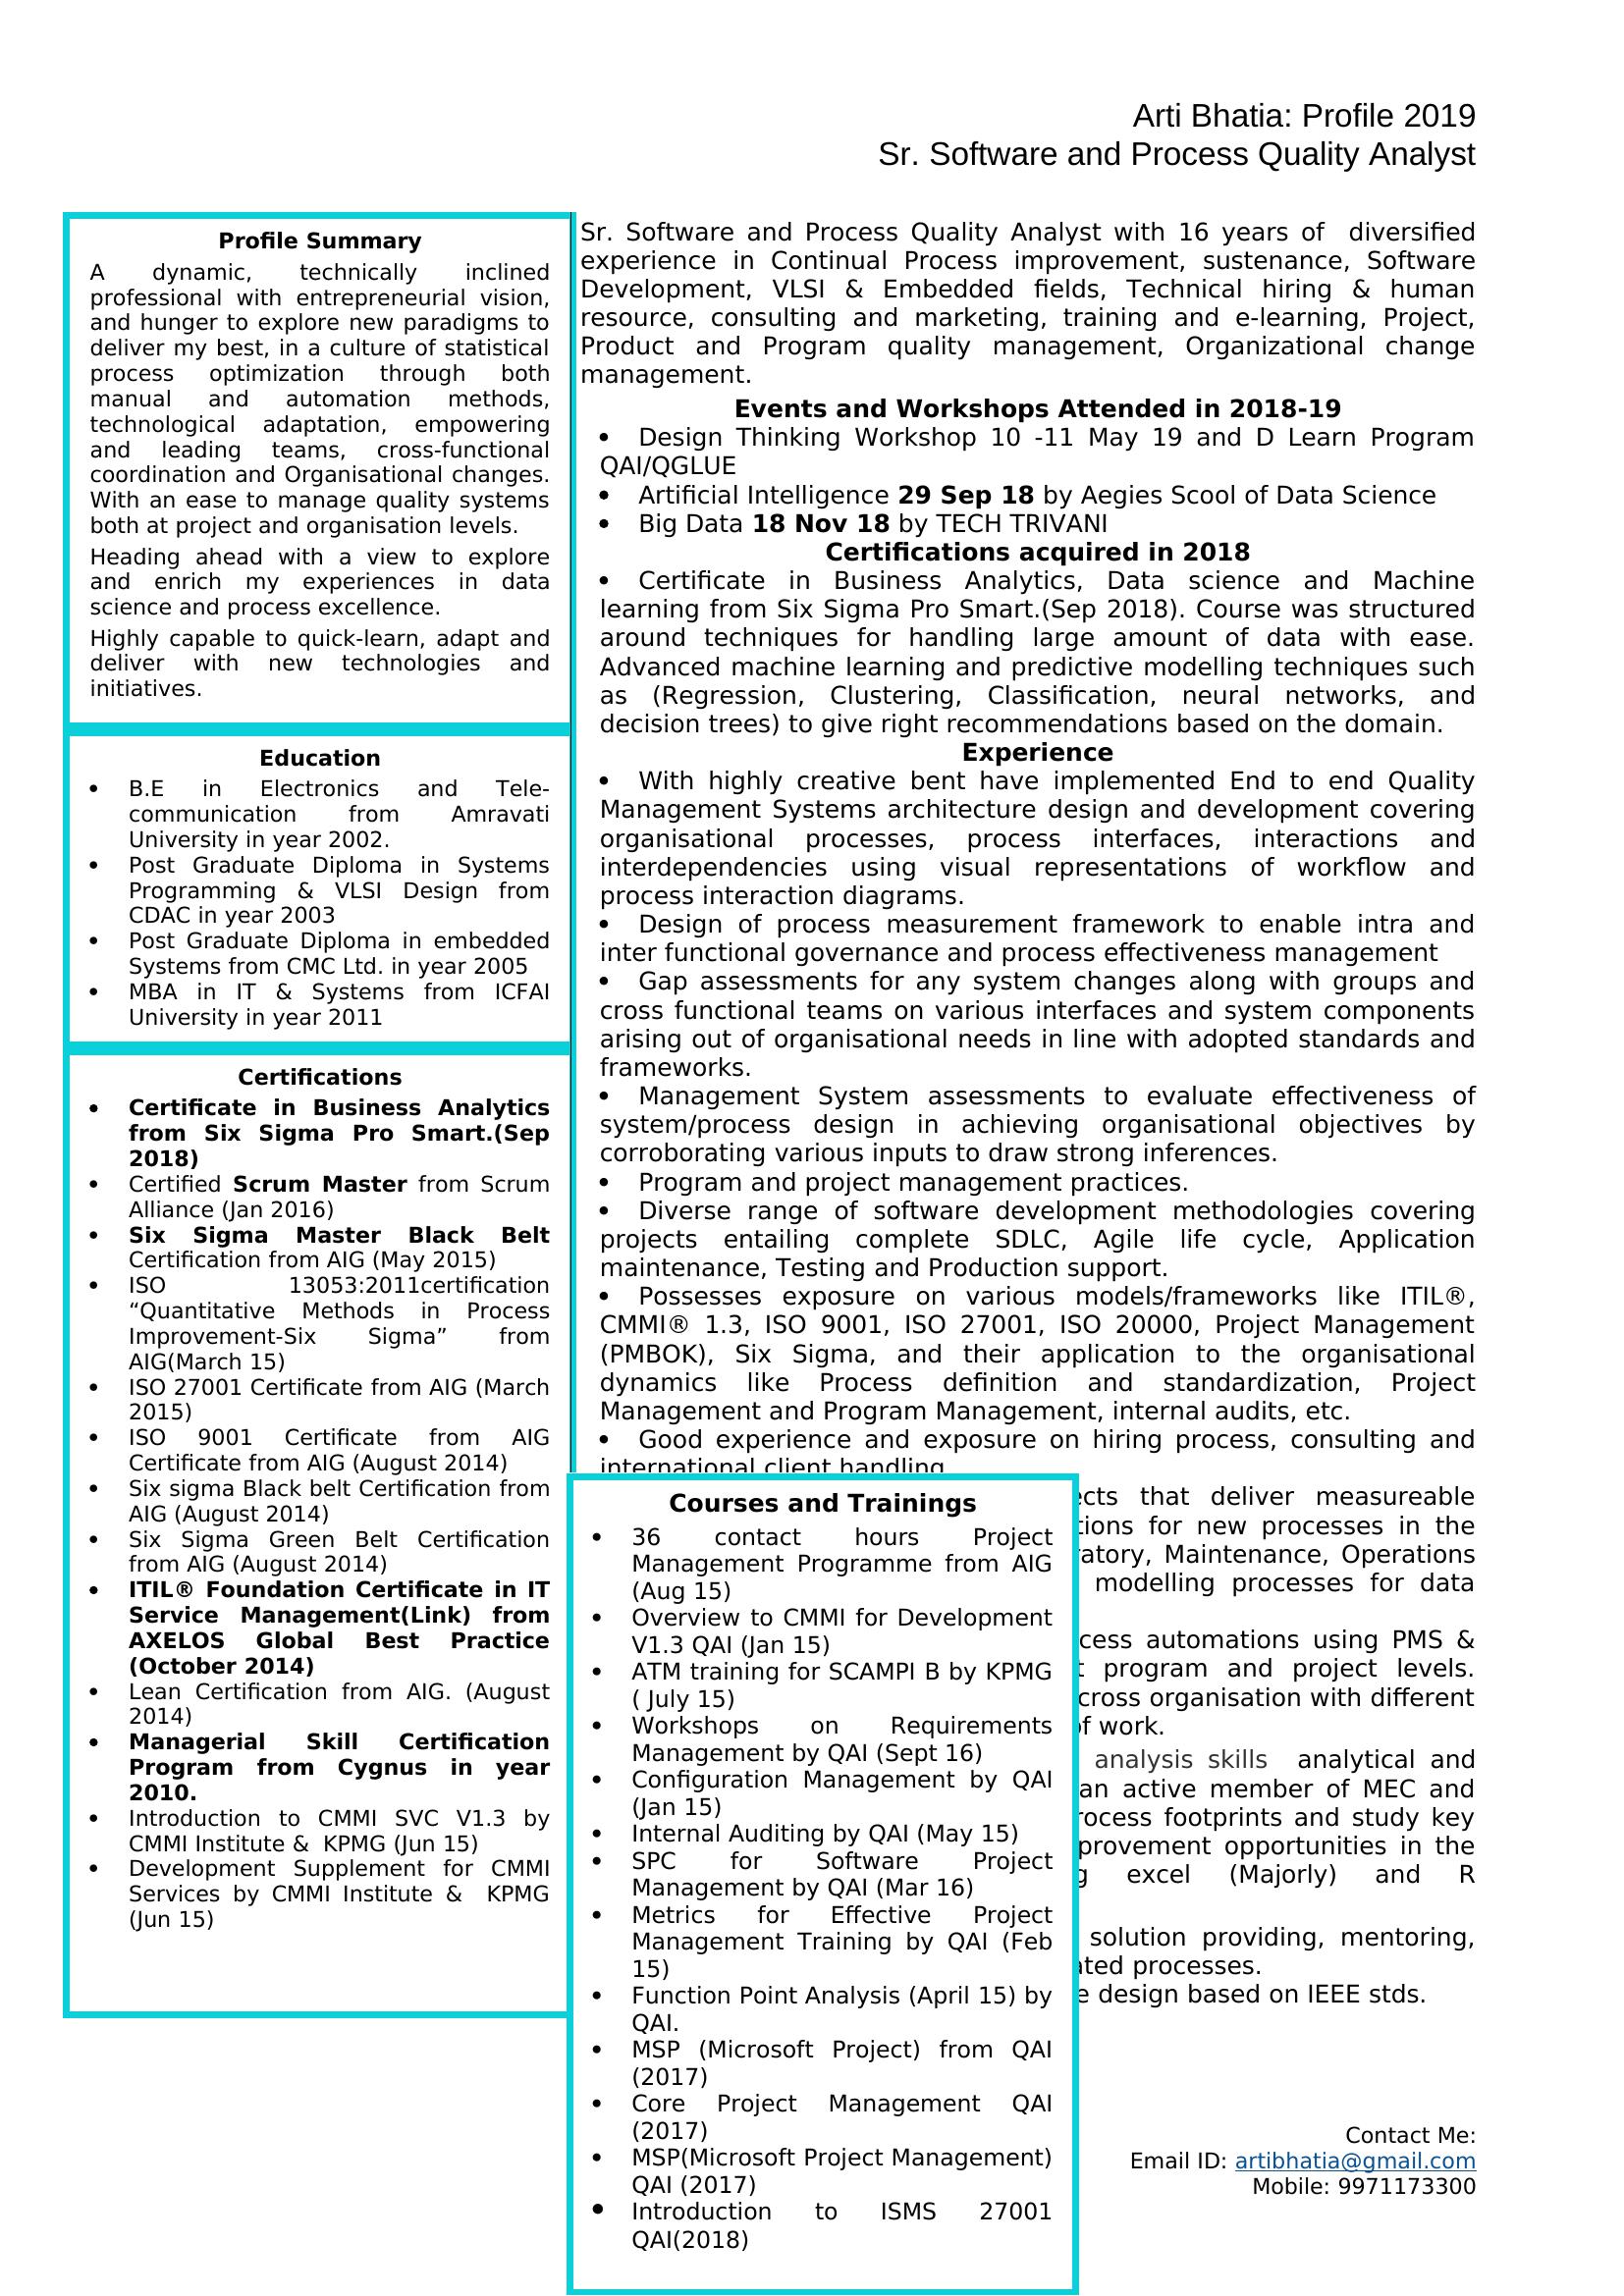 Arti Bhatia: Profile 2019
Sr. Software and Process Quality Analyst
Profile Summary
A dynamic, technically inclined
professional with entrepreneurial vision,
and hunger to explore new paradigms to
deliver my best, in a culture of statistical
process optimization through both
manual and automation methods,
technological adaptation, empowering
and leading teams, cross-functional
coordination and Organisational changes.
With an ease to manage quality systems
both at project and organisation levels.
Heading ahead with a view to explore
and enrich my experiences in data
science and process excellence.
Highly capable to quick-learn, adapt and
deliver with new technologies and
initiatives.
Education
• B.E in Electronics and Tele-
communication from Amravati
University in year 2002.
• Post Graduate Diploma in Systems
Programming & VLSI Design from
CDAC in year 2003
• Post Graduate Diploma in embedded
Systems from CMC Ltd. in year 2005
• MBA in IT & Systems from ICFAI
University in year 2011
Certifications
• Certificate in Business Analytics
from Six Sigma Pro Smart.(Sep
2018)
• Certified Scrum Master from Scrum
Alliance (Jan 2016)
• Six Sigma Master Black Belt
Certification from AIG (May 2015)
• ISO 13053:2011certification
“Quantitative Methods in Process
Improvement-Six Sigma” from
AIG(March 15)
• ISO 27001 Certificate from AIG (March
2015)
• ISO 9001 Certificate from AIG
Certificate from AIG (August 2014)
• Six sigma Black belt Certification from
AIG (August 2014)
• Six Sigma Green Belt Certification
from AIG (August 2014)
• ITIL® Foundation Certificate in IT
Service Management(Link) from
AXELOS Global Best Practice
(October 2014)
• Lean Certification from AIG. (August
2014)
• Managerial Skill Certification
Program from Cygnus in year
2010.
• Introduction to CMMI SVC V1.3 by
CMMI Institute & KPMG (Jun 15)
• Development Supplement for CMMI
Services by CMMI Institute & KPMG
(Jun 15)
Sr. Software and Process Quality Analyst with 16 years of diversified
experience in Continual Process improvement, sustenance, Software
Development, VLSI & Embedded fields, Technical hiring & human
resource, consulting and marketing, training and e-learning, Project,
Product and Program quality management, Organizational change
management.
Events and Workshops Attended in 2018-19
• Design Thinking Workshop 10 -11 May 19 and D Learn Program
QAI/QGLUE
• Artificial Intelligence 29 Sep 18 by Aegies Scool of Data Science
• Big Data 18 Nov 18 by TECH TRIVANI
Certifications acquired in 2018
• Certificate in Business Analytics, Data science and Machine
learning from Six Sigma Pro Smart.(Sep 2018). Course was structured
around techniques for handling large amount of data with ease.
Advanced machine learning and predictive modelling techniques such
as (Regression, Clustering, Classification, neural networks, and
decision trees) to give right recommendations based on the domain.
Experience
• With highly creative bent have implemented End to end Quality
Management Systems architecture design and development covering
organisational processes, process interfaces, interactions and
interdependencies using visual representations of workflow and
process interaction diagrams.
• Design of process measurement framework to enable intra and
inter functional governance and process effectiveness management
• Gap assessments for any system changes along with groups and
cross functional teams on various interfaces and system components
arising out of organisational needs in line with adopted standards and
frameworks.
• Management System assessments to evaluate effectiveness of
system/process design in achieving organisational objectives by
corroborating various inputs to draw strong inferences.
• Program and project management practices.
• Diverse range of software development methodologies covering
projects entailing complete SDLC, Agile life cycle, Application
maintenance, Testing and Production support.
• Possesses exposure on various models/frameworks like ITIL®,
CMMI® 1.3, ISO 9001, ISO 27001, ISO 20000, Project Management
(PMBOK), Six Sigma, and their application to the organisational
dynamics like Process definition and standardization, Project
Management and Program Management, internal audits, etc.
• Good experience and exposure on hiring process, consulting and
international client handling
that deliver measureable
for new processes in the
Maintenance, Operations
modelling processes for data
automations using PMS &
program and project levels.
organisation with different
work.
analysis skills analytical and
an active member of MEC and
footprints and study key
opportunities in the
excel (Majorly) and R
solution providing, mentoring,
processes.
design based on IEEE stds.
Courses and Trainings
• 36 contact hours Project
Management Programme from AIG
(Aug 15)
• Overview to CMMI for Development
V1.3 QAI (Jan 15)
• ATM training for SCAMPI B by KPMG
( July 15)
• Workshops on Requirements
Management by QAI (Sept 16)
• Configuration Management by QAI
(Jan 15)
• Internal Auditing by QAI (May 15)
• SPC for Software Project
Management by QAI (Mar 16)
• Metrics for Effective Project
Management Training by QAI (Feb
15)
• Function Point Analysis (April 15) by
QAI.
• MSP (Microsoft Project) from QAI
(2017)
• Core Project Management QAI
(2017)
• MSP(Microsoft Project Management)
QAI (2017)
• Introduction to ISMS 27001
QAI(2018)
Contact Me:
Email ID: artibhatia@gmail.com
Mobile: 9971173300